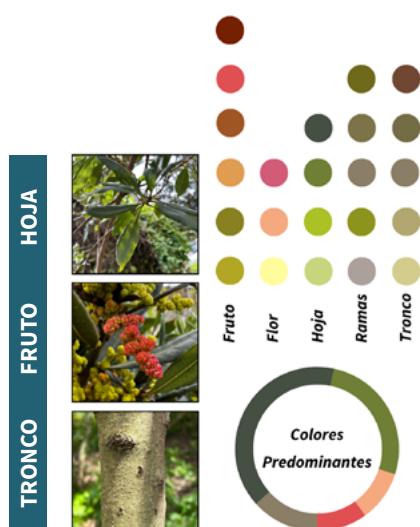 HOJA
FRUTO
TRONCO
Fruto
Flor
Hoja
Ramas
Tronco
Colores
Predominantes